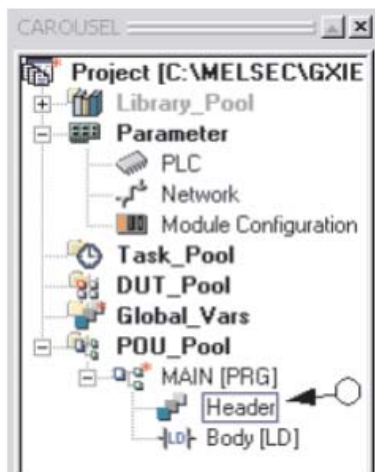 CAROUSEL
Project [C:\MELSEC\GXIE
Library_Pool
Parameter
PLC
Network
Module Configuration
Task_Pool
DUT_Pool
Global_Vars
POU_Pool
MAIN [PRG]
Header
LD Body [LD]